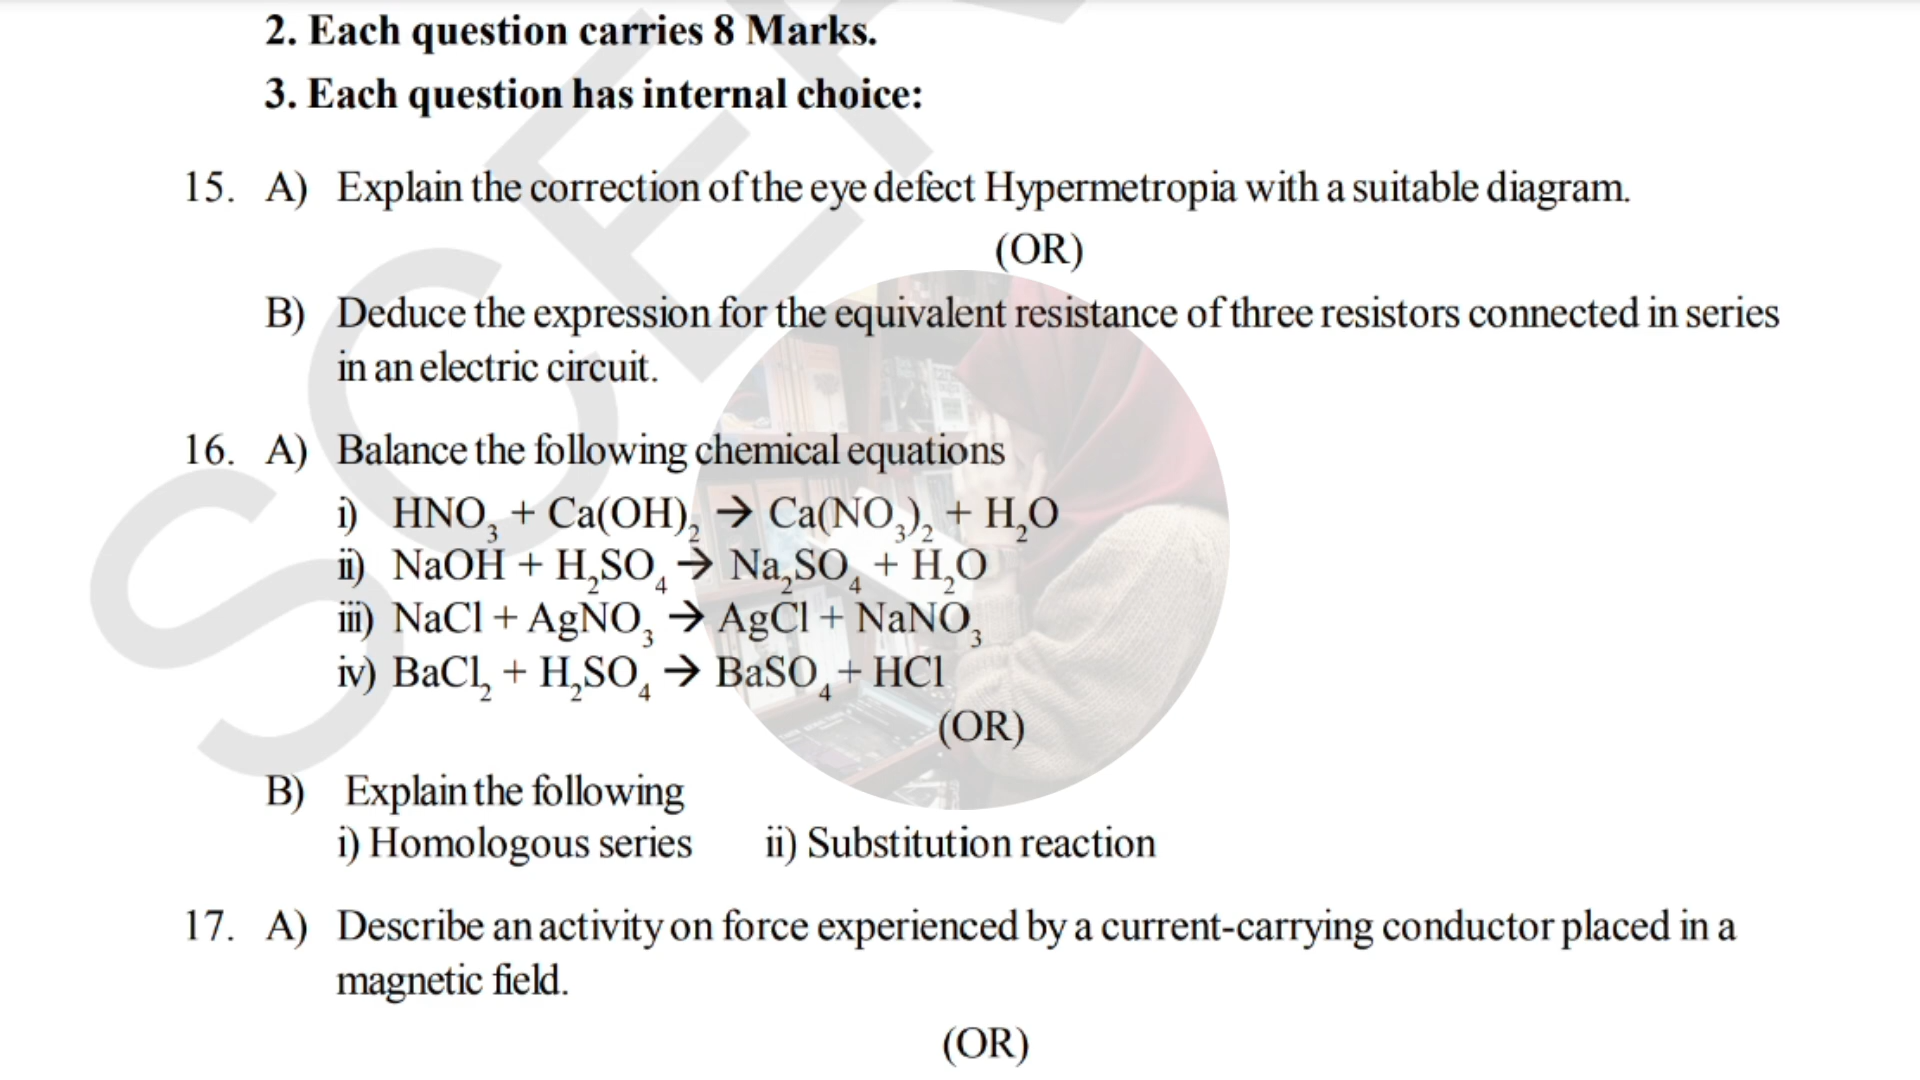 2. Each question carries 8 Marks.
3. Each question has internal choice:
15. A) Explain the correction of the eye defect Hypermetropia with a suitable diagram.
(OR)
B) Deduce the expression for the equivalent resistance of three resistors connected in series
in an electric circuit.
16. A) Balance the following chemical equations
i) HNO₃ + Ca(OH)₂ → Ca(NO₃)₂ + H₂O
ii) NaOH + H₂SO₄ → Na₂SO₄ + H₂O
iii) NaCl + AgNO₃ → AgCl + NaNO₃
iv) BaCl₂ + H₂SO₄ → BaSO₄ + HCl
(OR)
B) Explain the following
i) Homologous series ii) Substitution reaction
17. A) Describe an activity on force experienced by a current-carrying conductor placed in a
magnetic field.
(OR)